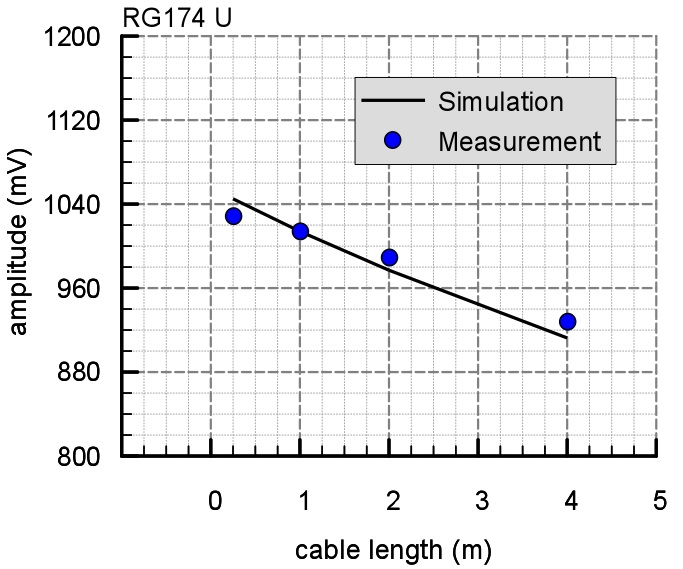 RG174 U
1200
1120
1040
960
880
800
amplitude (mV)
Simulation
Measurement
0 1 2 3 4 5
cable length (m)